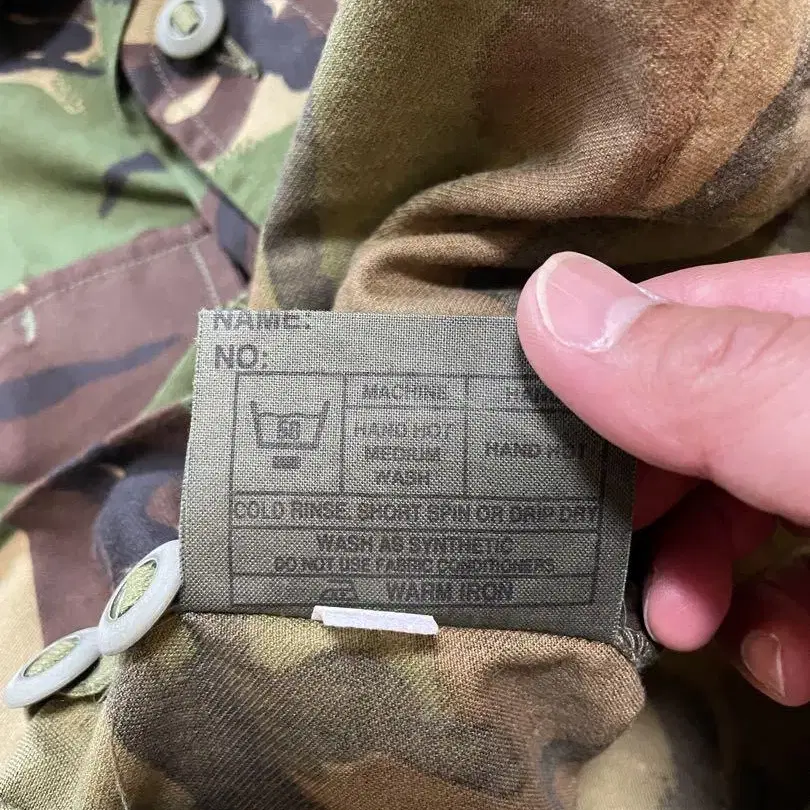 NAME:
NO:
MACHINE
HAND HOT
MEDIUM
WASH
HAND HOT
COLD RINSE. SHORT SPIN OR DRIP DRY
WASH AS SYNTHETIC
DO NOT USE FABRIC CONDITIONERS
WARM IRON